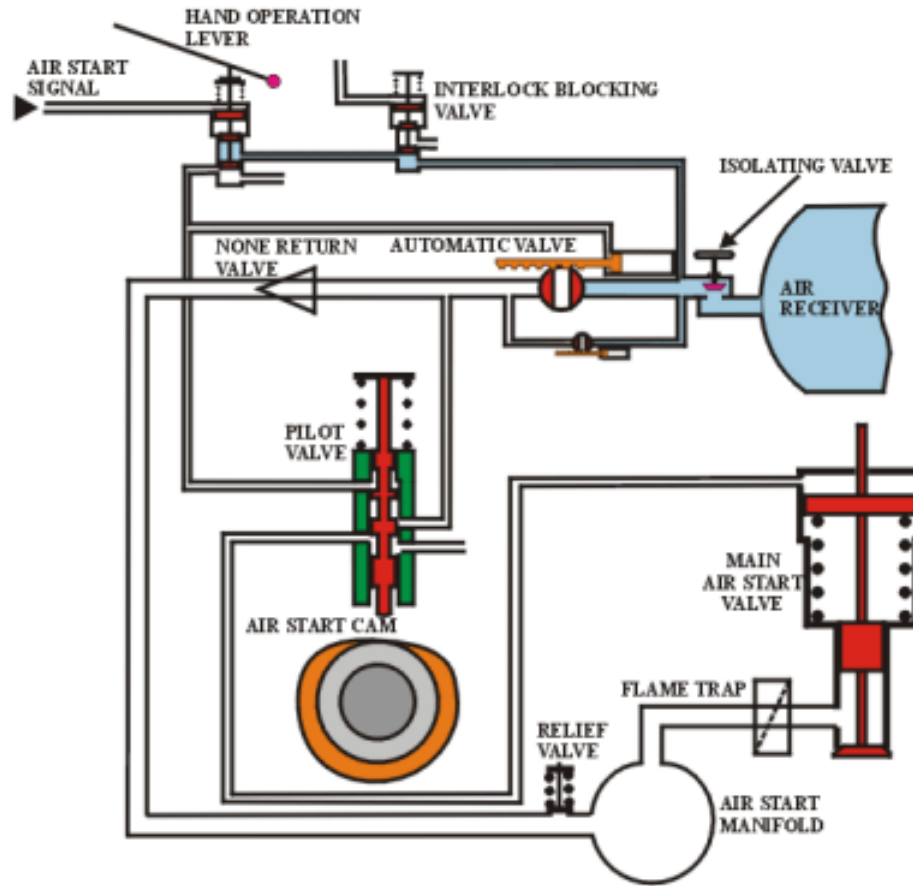 HAND OPERATION
LEVER
AIR START
SIGNAL
INTERLOCK BLOCKING
VALVE
ISOLATING VALVE
NONE RETURN
VALVE
AUTOMATIC VALVE
AIR
RECEIVER
PILOT
VALVE
MAIN
AIR START
VALVE
AIR START CAM
FLAME TRAP
RELIEF
VALVE
AIR START
MANIFOLD